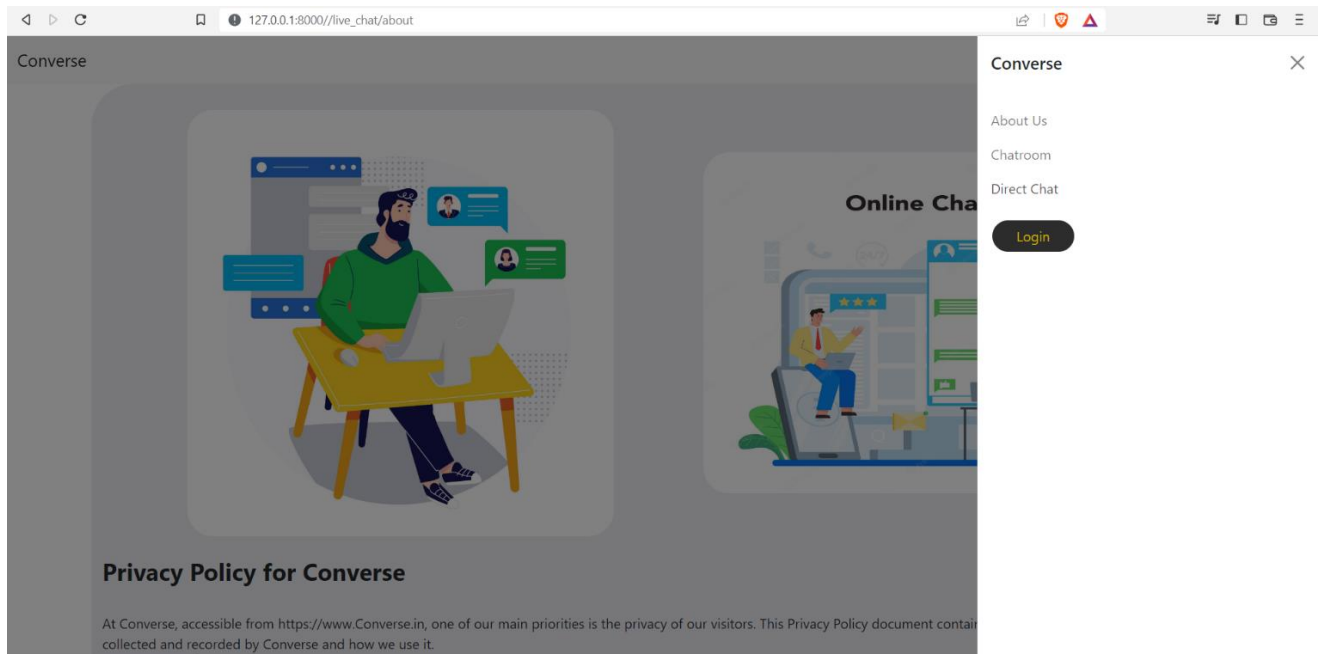 127.0.0.1:8000//live_chat/about
Converse
Converse
About Us
Chatroom
Direct Chat
Login
Online Cha
Privacy Policy for Converse
At Converse, accessible from https://www.Converse.in, one of our main priorities is the privacy of our visitors. This Privacy Policy document contain
collected and recorded by Converse and how we use it.